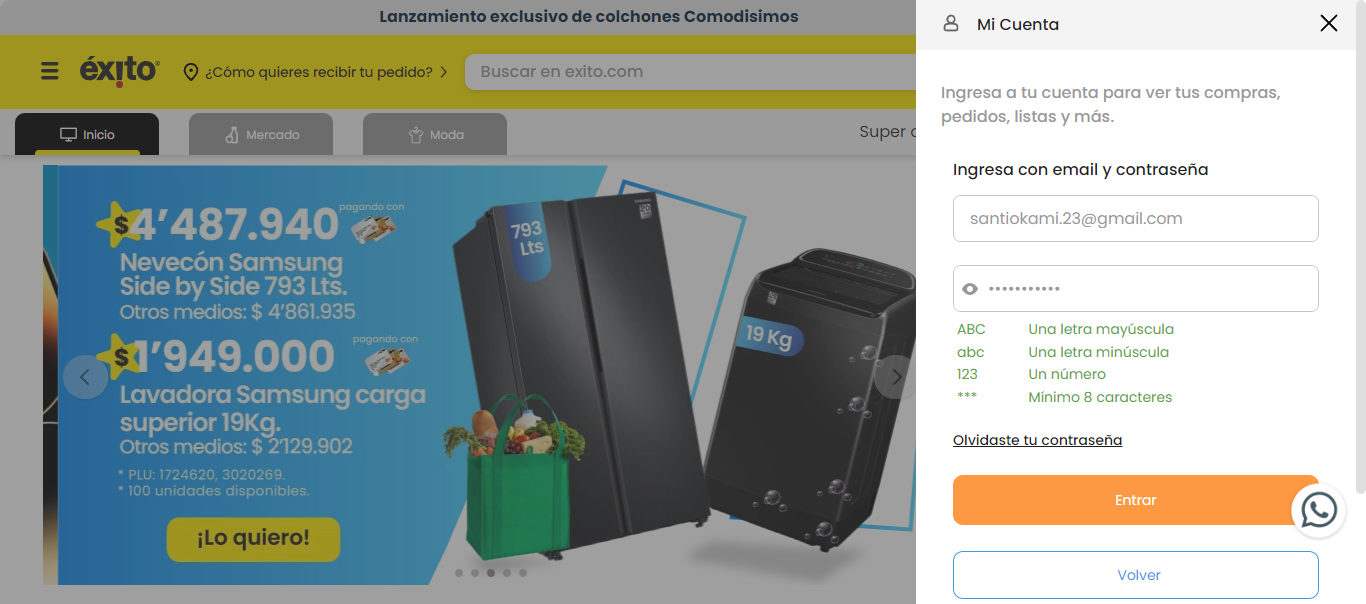 Lanzamiento exclusivo de colchones Comodisimos
éxito
¿Cómo quieres recibir tu pedido?
Buscar en exito.com
Inicio
Mercado
Moda
Super
$4'487.940
pagando con
Nevecón Samsung
Side by Side 793 Lts.
Otros medios: $ 4'861.935
$1'949.000
pagando con
Lavadora Samsung carga
superior 19Kg.
Otros medios: $ 2'129.902
* PLU: 1724620, 3020269.
* 100 unidades disponibles.
¡Lo quiero!
793
Lts
19 Kg
Mi Cuenta
Ingresa a tu cuenta para ver tus compras,
pedidos, listas y más.
Ingresa con email y contraseña
santiokami.23@gmail.com
•••••••••••
ABC Una letra mayúscula
abc Una letra minúscula
123 Un número
*** Mínimo 8 caracteres
Olvidaste tu contraseña
Entrar
Volver